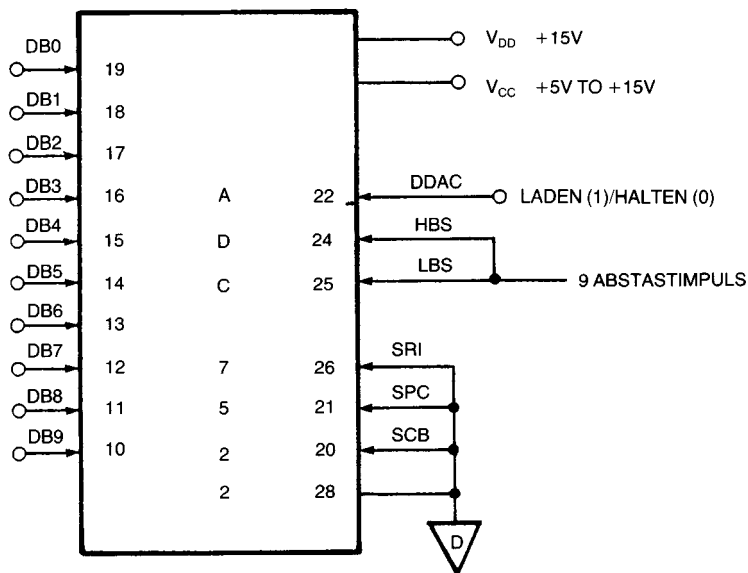 DB0 19 V_DD +15V
DB1 18 V_CC +5V TO +15V
DB2 17
DB3 16 A 22 DDAC LADEN (1)/HALTEN (0)
DB4 15 D 24 HBS
DB5 14 C 25 LBS 9 ABSTASTIMPULS
DB6 13
DB7 12 7 26 SRI
DB8 11 5 21 SPC
DB9 10 2 20 SCB
2 28
D